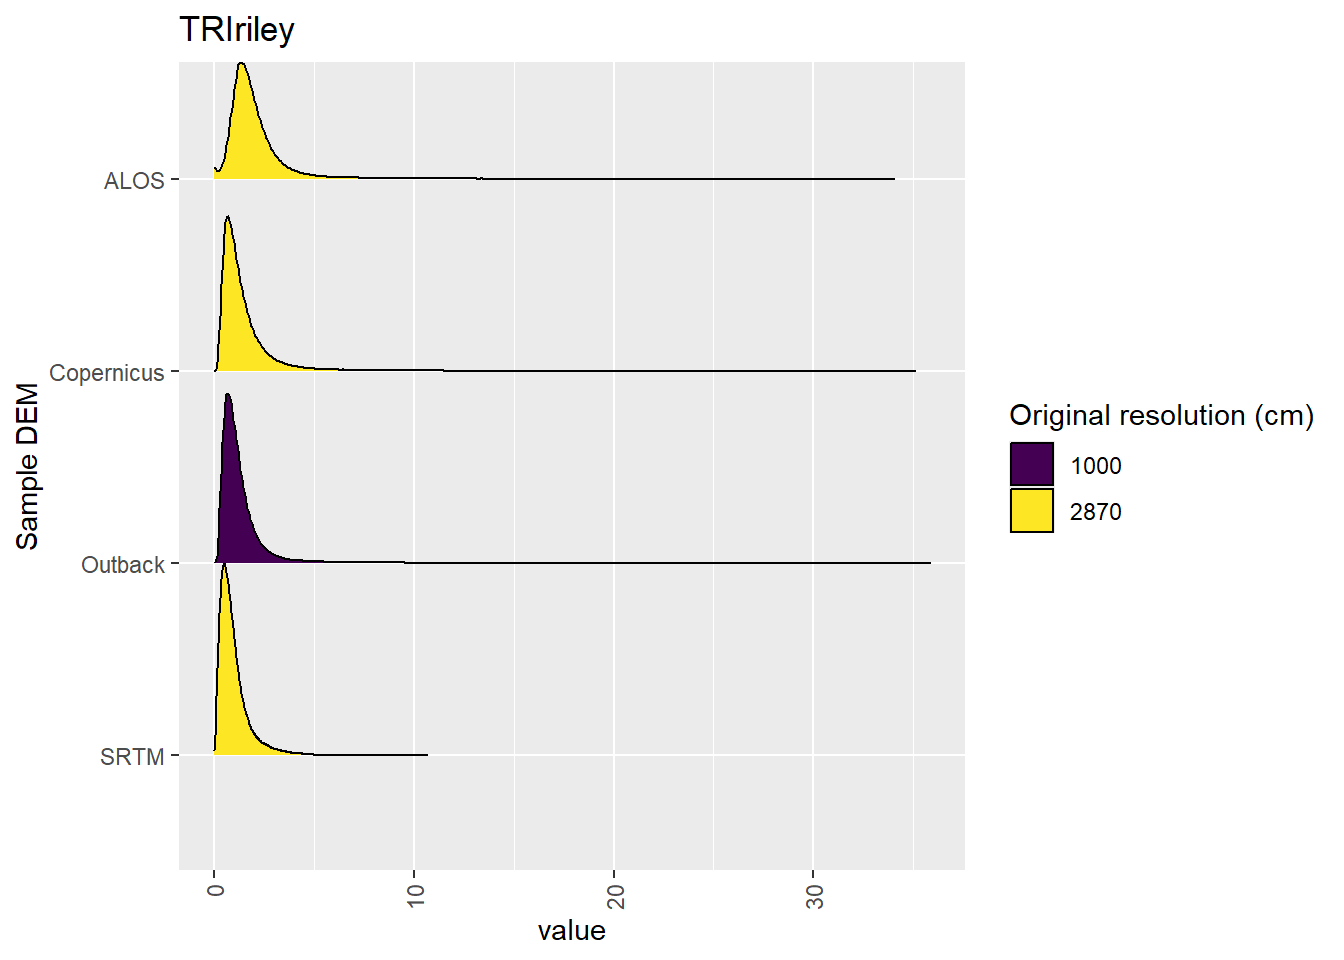 TRIriley
ALOS
Copernicus
Outback
SRTM
Sample DEM
0
10
20
30
value
Original resolution (cm)
1000
2870